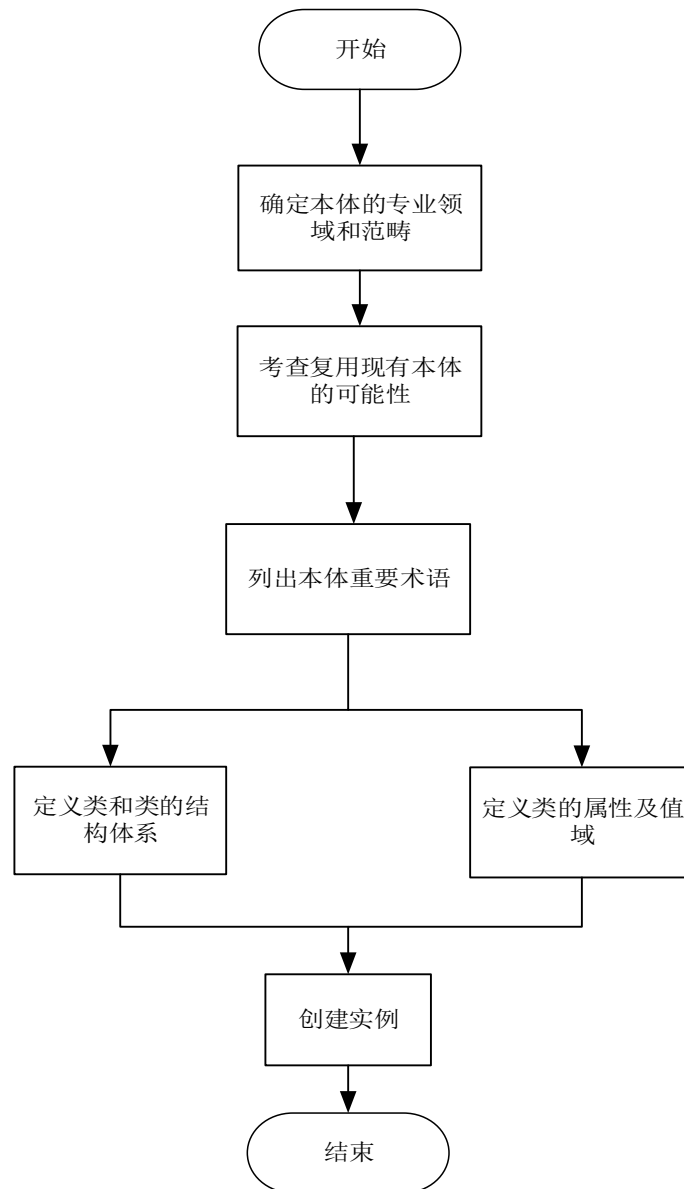 开始
确定本体的专业领
域和范畴
考查复用现有本体
的可能性
列出本体重要术语
定义类和类的结
构体系
定义类的属性及值
域
创建实例
结束